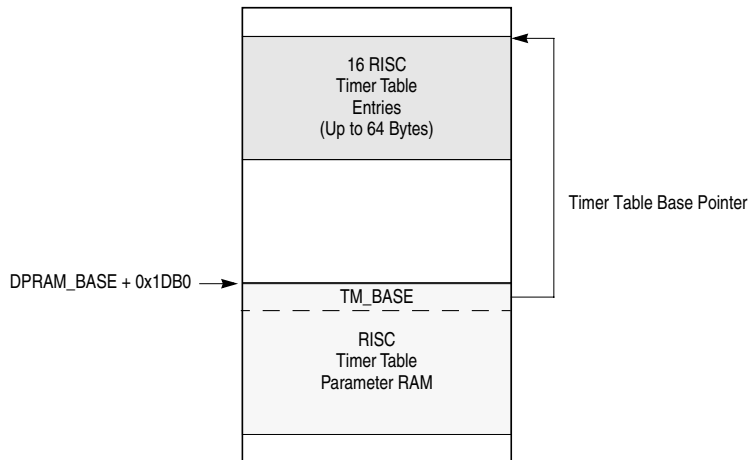 16 RISC
Timer Table
Entries
(Up to 64 Bytes)
Timer Table Base Pointer
DPRAM_BASE + 0x1DB0
TM_BASE
RISC
Timer Table
Parameter RAM